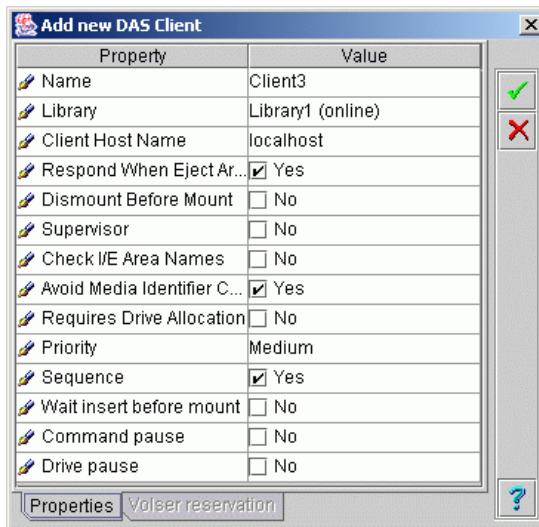 Add new DAS Client
Property Value
Name Client3
Library Library1 (online)
Client Host Name localhost
Respond When Eject Ar... Yes
Dismount Before Mount No
Supervisor No
Check I/E Area Names No
Avoid Media Identifier C... Yes
Requires Drive Allocation No
Priority Medium
Sequence Yes
Wait insert before mount No
Command pause No
Drive pause No
Properties Volser reservation